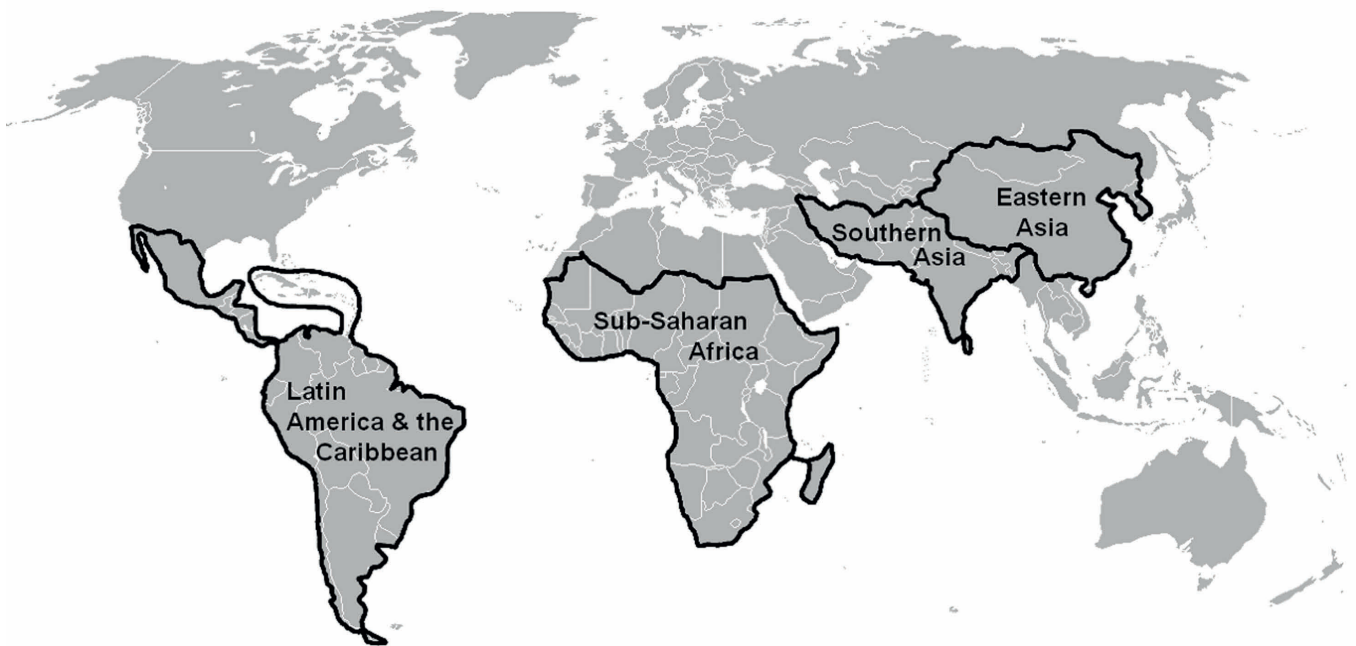 Eastern
Asia
Southern
Asia
Sub-Saharan
Africa
Latin
America & the
Caribbean